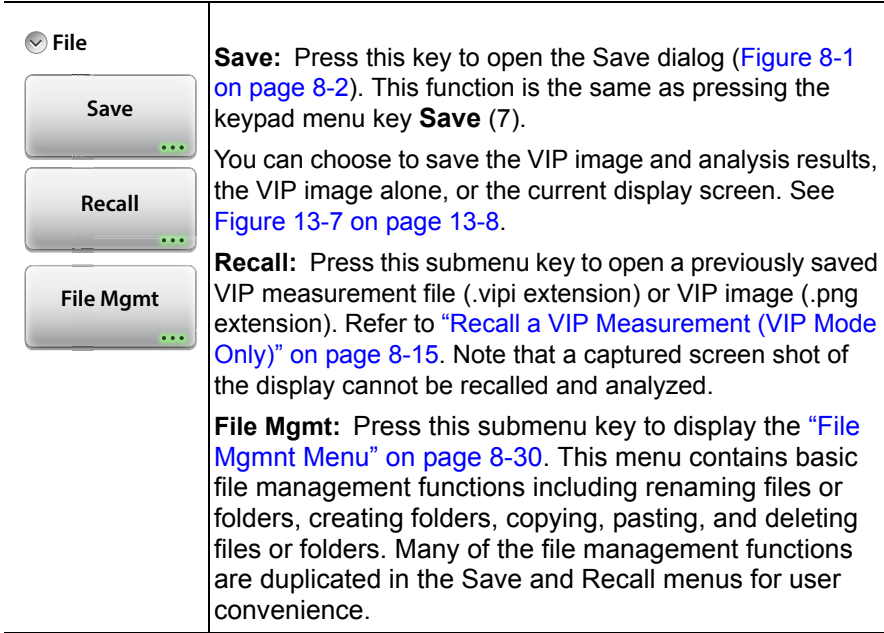 File
Save
Recall
File Mgmt
Save: Press this key to open the Save dialog (Figure 8-1
on page 8-2). This function is the same as pressing the
keypad menu key Save (7).
You can choose to save the VIP image and analysis results,
the VIP image alone, or the current display screen. See
Figure 13-7 on page 13-8.
Recall: Press this submenu key to open a previously saved
VIP measurement file (.vipi extension) or VIP image (.png
extension). Refer to “Recall a VIP Measurement (VIP Mode
Only)” on page 8-15. Note that a captured screen shot of
the display cannot be recalled and analyzed.
File Mgmt: Press this submenu key to display the “File
Mgmnt Menu” on page 8-30. This menu contains basic
file management functions including renaming files or
folders, creating folders, copying, pasting, and deleting
files or folders. Many of the file management functions
are duplicated in the Save and Recall menus for user
convenience.